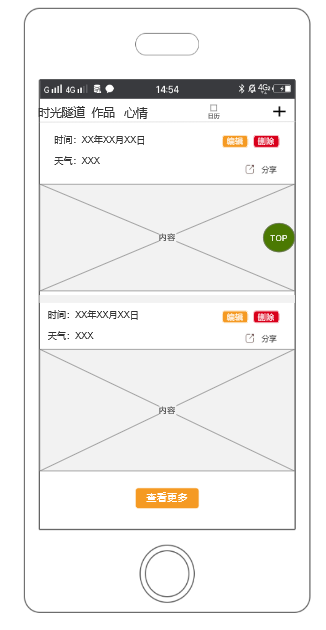 G 4G 14:54 4G
时光隧道 作品 心情 日历 +
时间：XX年XX月XX日 编辑 删除
天气：XXX
分享
内容
TOP
时间：XX年XX月XX日 编辑 删除
天气：XXX
分享
内容
查看更多